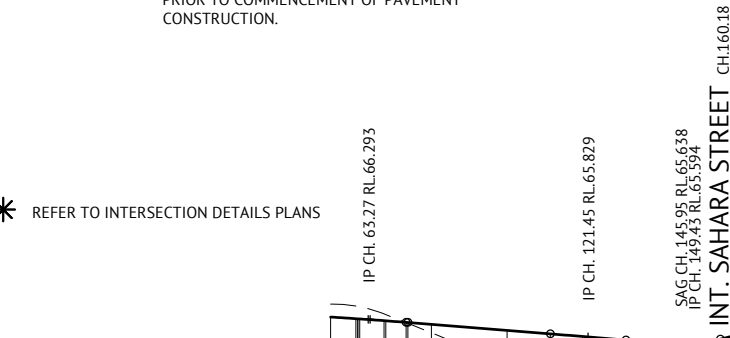 PRIOR TO COMMENCEMENT OF PAVEMENT
CONSTRUCTION.
REFER TO INTERSECTION DETAILS PLANS
IP CH. 63.27 RL.66.293
IP CH. 121.45 RL.65.829
SAG CH. 145.95 RL.65.638
IP CH. 149.43 RL.65.594
INT. SAHARA STREET CH.160.18